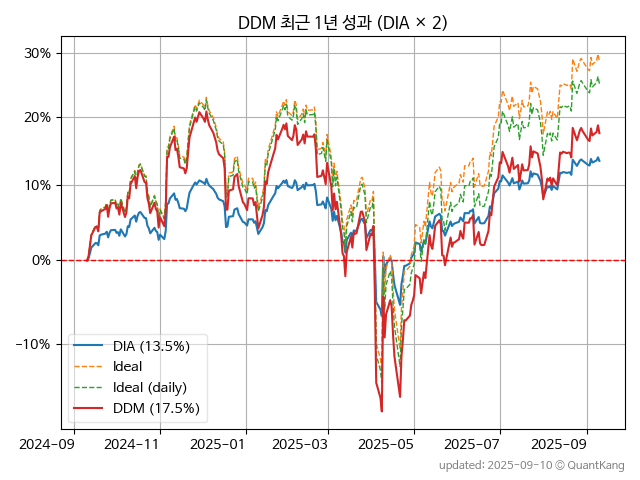 DDM 최근 1년 성과 (DIA × 2)
30%
20%
10%
0%
−10%
DIA (13.5%)
Ideal
Ideal (daily)
DDM (17.5%)
2024-09 2024-11 2025-01 2025-03 2025-05 2025-07 2025-09
updated: 2025-09-10 © QuantKang